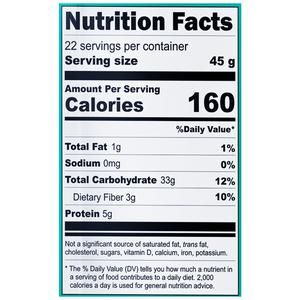 Nutrition Facts
22 servings per container
Serving size 45 g
Amount Per Serving
Calories 160
%Daily Value*
Total Fat 1g 1%
Sodium 0mg 0%
Total Carbohydrate 33g 12%
Dietary Fiber 3g 10%
Protein 5g
Not a significant source of saturated fat, trans fat,
cholesterol, sugars, vitamin D, calcium, iron, potassium.
* The % Daily Value (DV) tells you how much a nutrient in
a serving of food contributes to a daily diet. 2,000
calories a day is used for general nutrition advice.